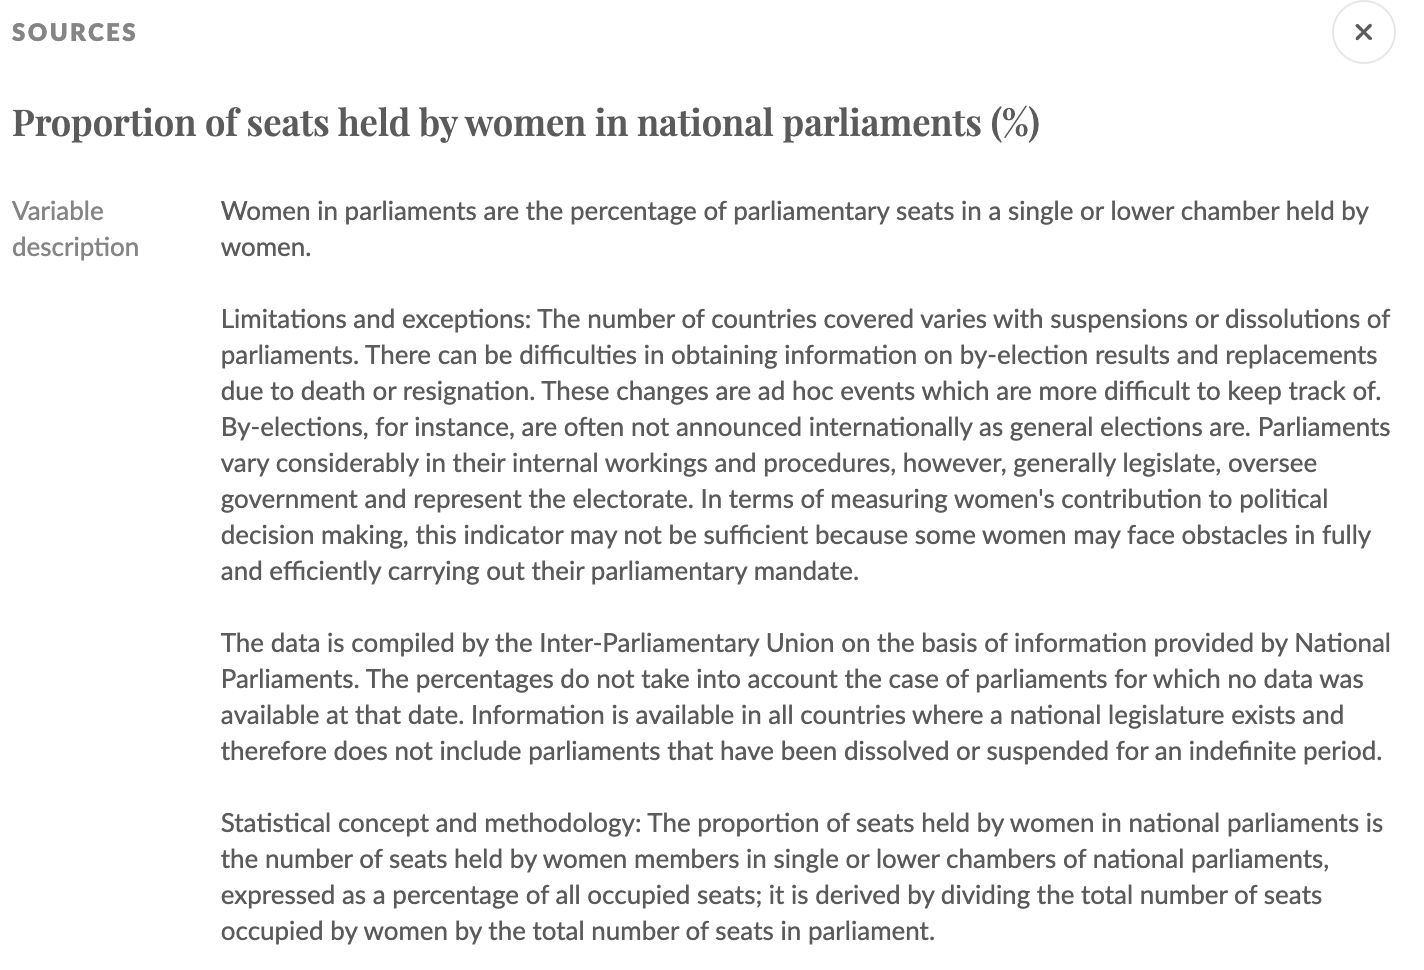 SOURCES
Proportion of seats held by women in national parliaments (%)
Variable description
Women in parliaments are the percentage of parliamentary seats in a single or lower chamber held by
women.
Limitations and exceptions: The number of countries covered varies with suspensions or dissolutions of
parliaments. There can be difficulties in obtaining information on by-election results and replacements
due to death or resignation. These changes are ad hoc events which are more difficult to keep track of.
By-elections, for instance, are often not announced internationally as general elections are. Parliaments
vary considerably in their internal workings and procedures, however, generally legislate, oversee
government and represent the electorate. In terms of measuring women's contribution to political
decision making, this indicator may not be sufficient because some women may face obstacles in fully
and efficiently carrying out their parliamentary mandate.
The data is compiled by the Inter-Parliamentary Union on the basis of information provided by National
Parliaments. The percentages do not take into account the case of parliaments for which no data was
available at that date. Information is available in all countries where a national legislature exists and
therefore does not include parliaments that have been dissolved or suspended for an indefinite period.
Statistical concept and methodology: The proportion of seats held by women in national parliaments is
the number of seats held by women members in single or lower chambers of national parliaments,
expressed as a percentage of all occupied seats; it is derived by dividing the total number of seats
occupied by women by the total number of seats in parliament.